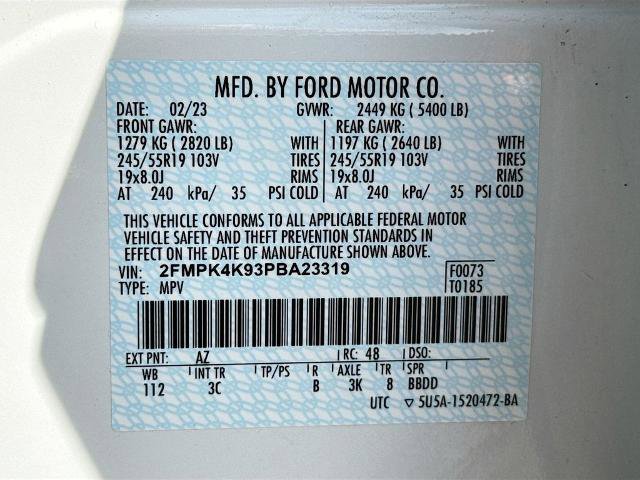 MFD. BY FORD MOTOR CO.
DATE: 02/23 GVWR: 2449 KG ( 5400 LB)
FRONT GAWR: REAR GAWR:
1279 KG ( 2820 LB) WITH 1197 KG ( 2640 LB) WITH
245/55R19 103V TIRES 245/55R19 103V TIRES
19x8.0J RIMS 19x8.0J RIMS
AT 240 kPa/ 35 PSI COLD AT 240 kPa/ 35 PSI COLD
THIS VEHICLE CONFORMS TO ALL APPLICABLE FEDERAL MOTOR
VEHICLE SAFETY AND THEFT PREVENTION STANDARDS IN
EFFECT ON THE DATE OF MANUFACTURE SHOWN ABOVE.
VIN: 2FMPK4K93PBA23319 F0073
TYPE: MPV T0185
EXT PNT: AZ RC: 48 DSO:
WB INT TR TP/PS R AXLE TR SPR
112 3C B 3K 8 BBDD
UTC ▽ 5U5A-1520472-BA